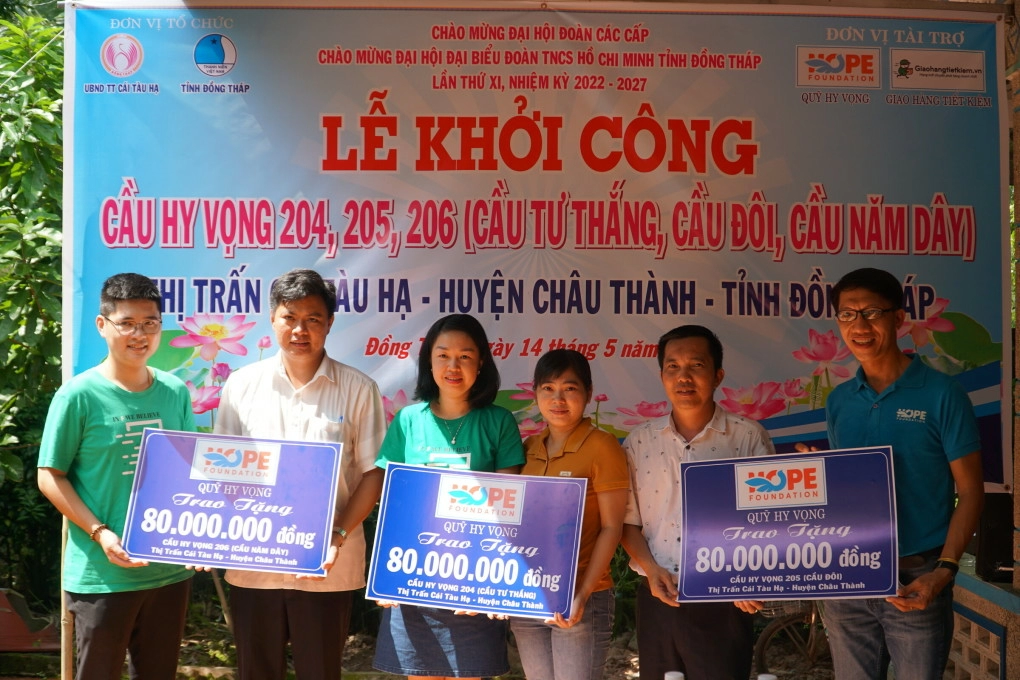 ĐƠN VỊ TỔ CHỨC
UBND TT CÁI TÀU HẠ
TỈNH ĐỒNG THÁP
CHÀO MỪNG ĐẠI HỘI ĐOÀN CÁC CẤP
CHÀO MỪNG ĐẠI HỘI ĐẠI BIỂU ĐOÀN TNCS HỒ CHÍ MINH TỈNH ĐỒNG THÁP
LẦN THỨ XI, NHIỆM KỲ 2022 - 2027
ĐƠN VỊ TÀI TRỢ
HOPE
FOUNDATION
QUỸ HY VỌNG
Giaohangtietkiem.vn
GIAO HÀNG TIẾT KIỆM
LỄ KHỞI CÔNG
CẦU HY VỌNG 204, 205, 206 (CẦU TƯ THẮNG, CẦU ĐÔI, CẦU NĂM DÂY)
THỊ TRẤN TÀU HẠ - HUYỆN CHÂU THÀNH - TỈNH ĐỒNG THÁP
Đồng ngày 14 tháng 5 năm
HOPE
FOUNDATION
QUỸ HY VỌNG
Trao Tặng
80.000.000 đồng
CẦU HY VỌNG 206 (CẦU NĂM DÂY)
Thị Trấn Cái Tàu Hạ - Huyện Châu Thành
HOPE
FOUNDATION
QUỸ HY VỌNG
Trao Tặng
80.000.000 đồng
CẦU HY VỌNG 204 (CẦU TƯ THẮNG)
Thị Trấn Cái Tàu Hạ - Huyện Châu Thành
HOPE
FOUNDATION
QUỸ HY VỌNG
Trao Tặng
80.000.000 đồng
CẦU HY VỌNG 205 (CẦU ĐÔI)
Thị Trấn Cái Tàu Hạ - Huyện Châu Thành
HOPE
FOUNDATION